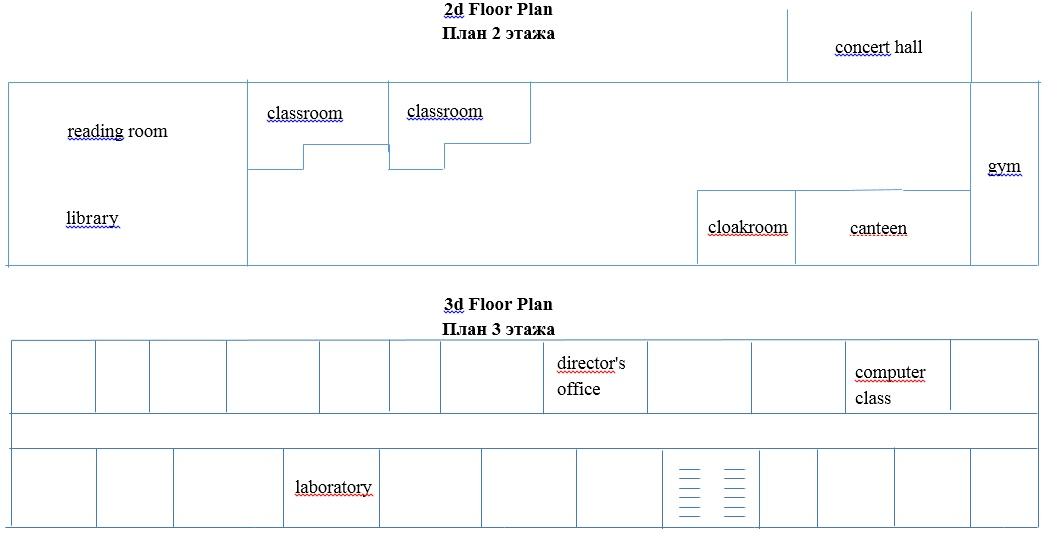 2d Floor Plan
План 2 этажа
concert hall
classroom
classroom
reading room
gym
library
cloakroom
canteen
3d Floor Plan
План 3 этажа
director's
office
computer
class
laboratory